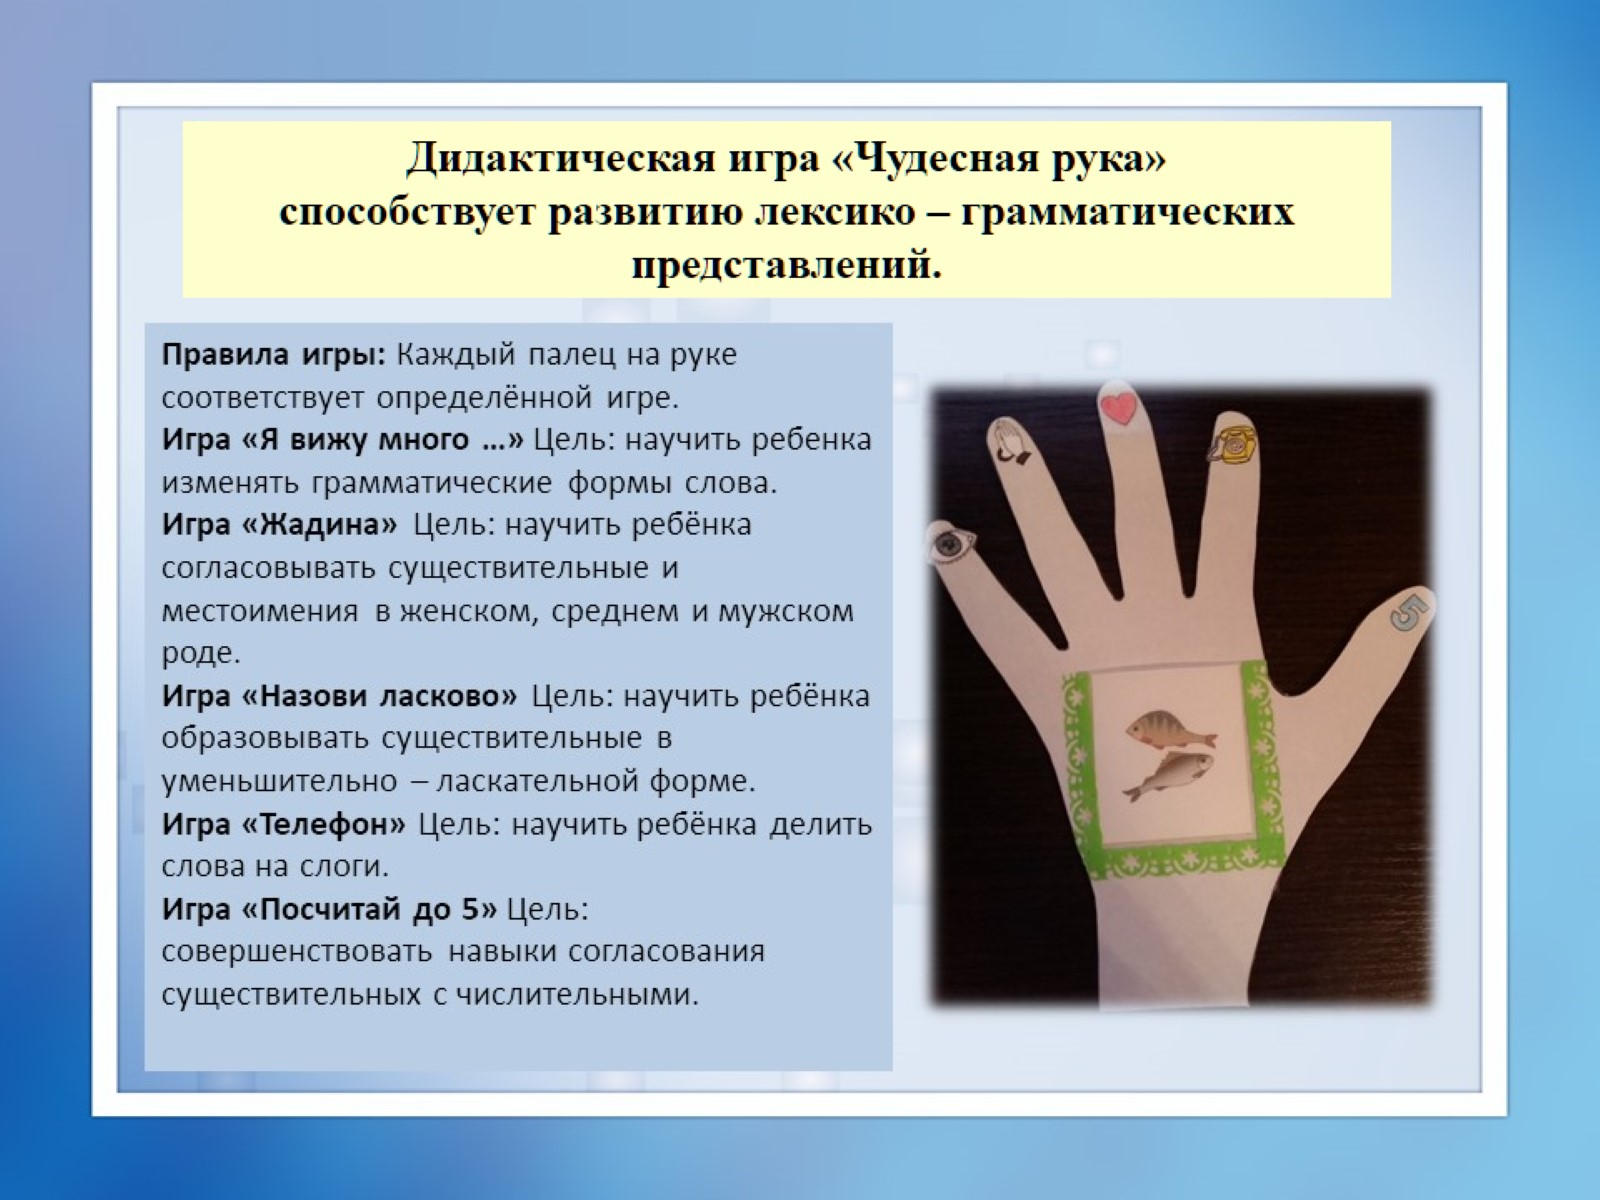 Дидактическая игра «Чудесная рука»
способствует развитию лексико – грамматических
представлений.
Правила игры: Каждый палец на руке
соответствует определённой игре.
Игра «Я вижу много …» Цель: научить ребенка
изменять грамматические формы слова.
Игра «Жадина» Цель: научить ребёнка
согласовывать существительные и
местоимения в женском, среднем и мужском
роде.
Игра «Назови ласково» Цель: научить ребёнка
образовывать существительные в
уменьшительно – ласкательной форме.
Игра «Телефон» Цель: научить ребёнка делить
слова на слоги.
Игра «Посчитай до 5» Цель:
совершенствовать навыки согласования
существительных с числительными.
5